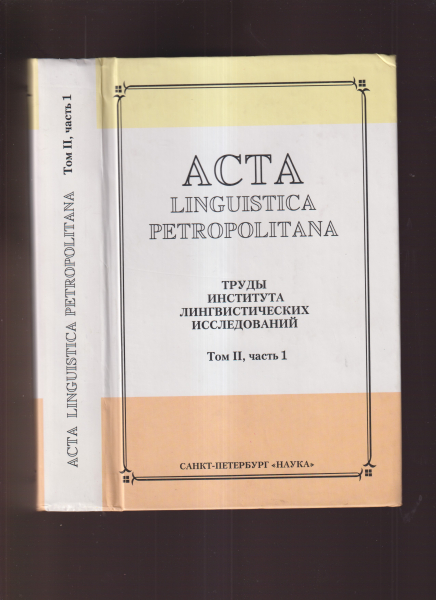 ACTA LINGUISTICA PETROPOLITANA Том II, часть 1
ACTA
LINGUISTICA
PETROPOLITANA
ТРУДЫ
ИНСТИТУТА
ЛИНГВИСТИЧЕСКИХ
ИССЛЕДОВАНИЙ
Том II, часть 1
САНКТ-ПЕТЕРБУРГ «НАУКА»